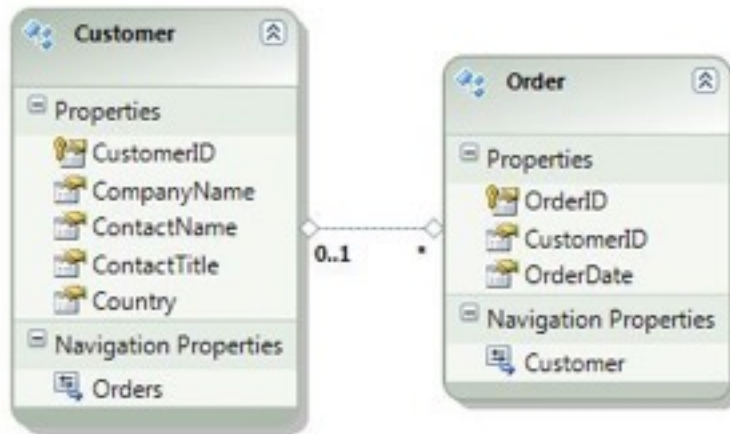 Customer
Properties
CustomerID
CompanyName
ContactName
ContactTitle
Country
Navigation Properties
Orders
0..1
*
Order
Properties
OrderID
CustomerID
OrderDate
Navigation Properties
Customer